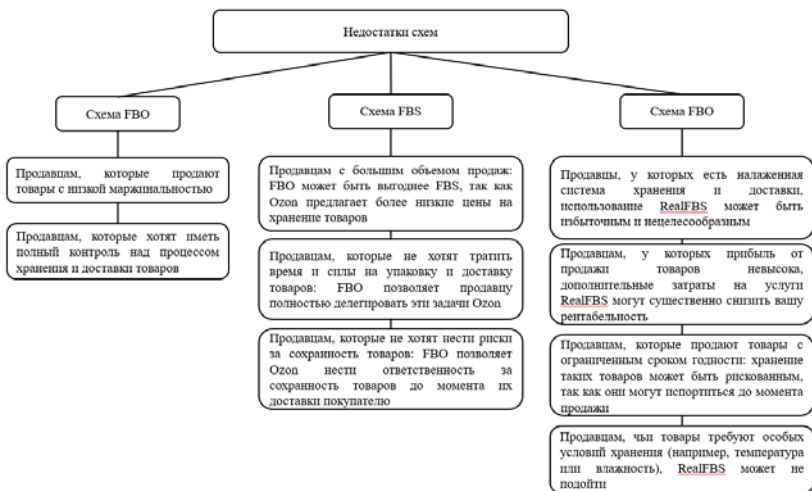 Недостатки схем
Схема FBO
Схема FBS
Схема FBO
Продавцам, которые продают
товары с низкой маржинальностью
Продавцам, которые хотят иметь
полный контроль над процессом
хранения и доставки товаров
Продавцам с большим объемом продаж:
FBO может быть выгоднее FBS, так как
Ozon предлагает более низкие цены на
хранение товаров
Продавцам, которые не хотят тратить
время и силы на упаковку и доставку
товаров: FBO позволяет продавцу
полностью делегировать эти задачи Ozon
Продавцам, которые не хотят нести риски
за сохранность товаров: FBO позволяет
Ozon нести ответственность за
сохранность товаров до момента их
доставки покупателю
Продавцы, у которых есть налаженная
система хранения и доставки,
использование RealFBS может быть
избыточным и нецелесообразным
Продавцам, у которых прибыль от
продажи товаров невысока,
дополнительные затраты на услуги
RealFBS могут существенно снизить вашу
рентабельность
Продавцам, которые продают товары с
ограниченным сроком годности: хранение
таких товаров может быть рискованным,
так как они могут испортиться до момента
продажи
Продавцам, чьи товары требуют особых
условий хранения (например, температура
или влажность), RealFBS может не
подойти